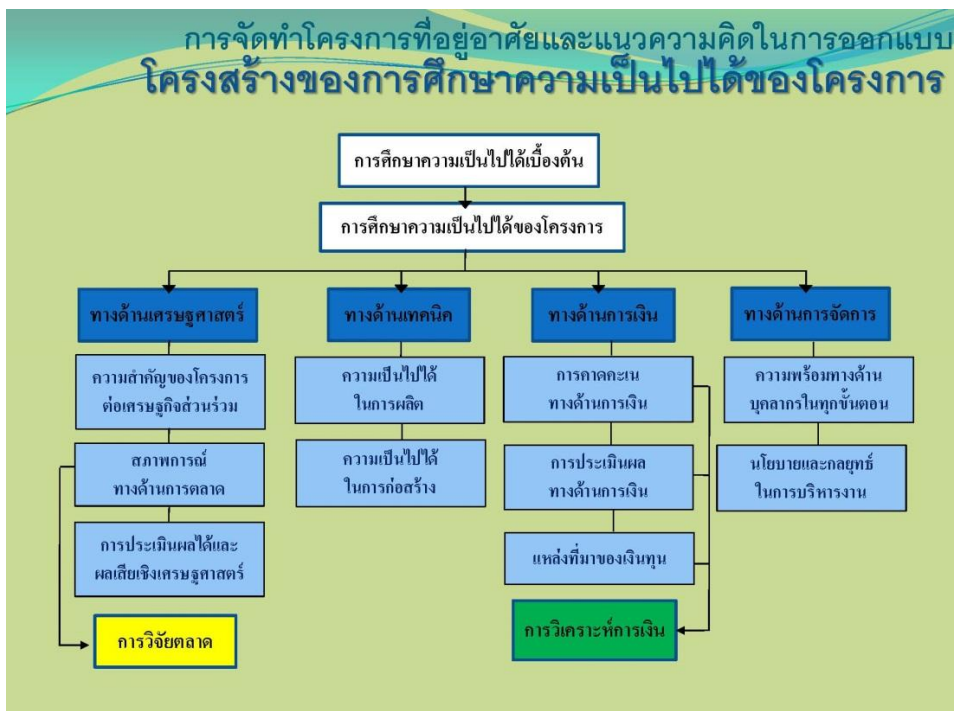 การจัดทำโครงการที่อยู่อาศัยและแนวความคิดในการออกแบบ
โครงสร้างของการศึกษาความเป็นไปได้ของโครงการ
การศึกษาความเป็นไปได้เบื้องต้น
การศึกษาความเป็นไปได้ของโครงการ
ทางด้านเศรษฐศาสตร์
ความสำคัญของโครงการ
ต่อเศรษฐกิจส่วนร่วม
สภาพการณ์
ทางด้านการตลาด
การประเมินผลได้และ
ผลเสียเชิงเศรษฐศาสตร์
การวิจัยตลาด
ทางด้านเทคนิค
ความเป็นไปได้
ในการผลิต
ความเป็นไปได้
ในการก่อสร้าง
ทางด้านการเงิน
การคาดคะเน
ทางด้านการเงิน
การประเมินผล
ทางด้านการเงิน
แหล่งที่มาของเงินทุน
การวิเคราะห์การเงิน
ทางด้านการจัดการ
ความพร้อมทางด้าน
บุคลากรในทุกขั้นตอน
นโยบายและกลยุทธ์
ในการบริหารงาน